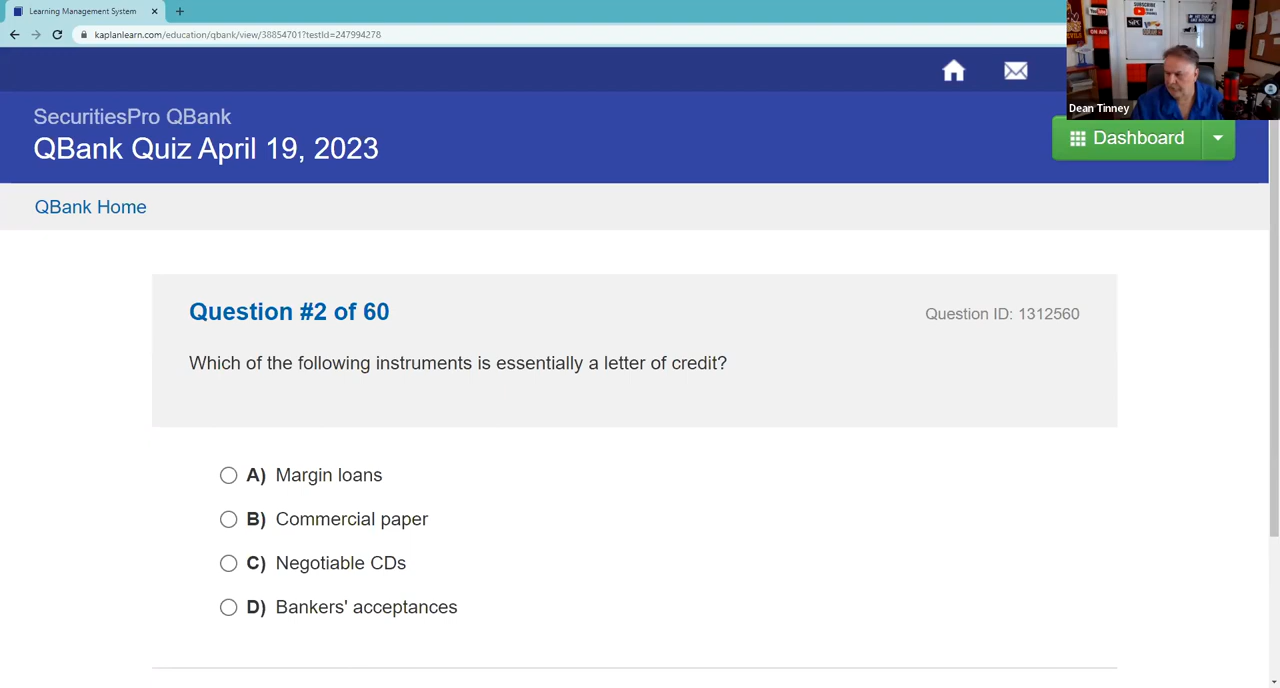 Learning Management System
kaplanlearn.com/education/qbank/view/38854701?testId=247994278
SUBSCRIBE
Dean Tinney
SecuritiesPro QBank
QBank Quiz April 19, 2023
Dashboard
QBank Home
Question #2 of 60
Question ID: 1312560
Which of the following instruments is essentially a letter of credit?
A) Margin loans
B) Commercial paper
C) Negotiable CDs
D) Bankers' acceptances